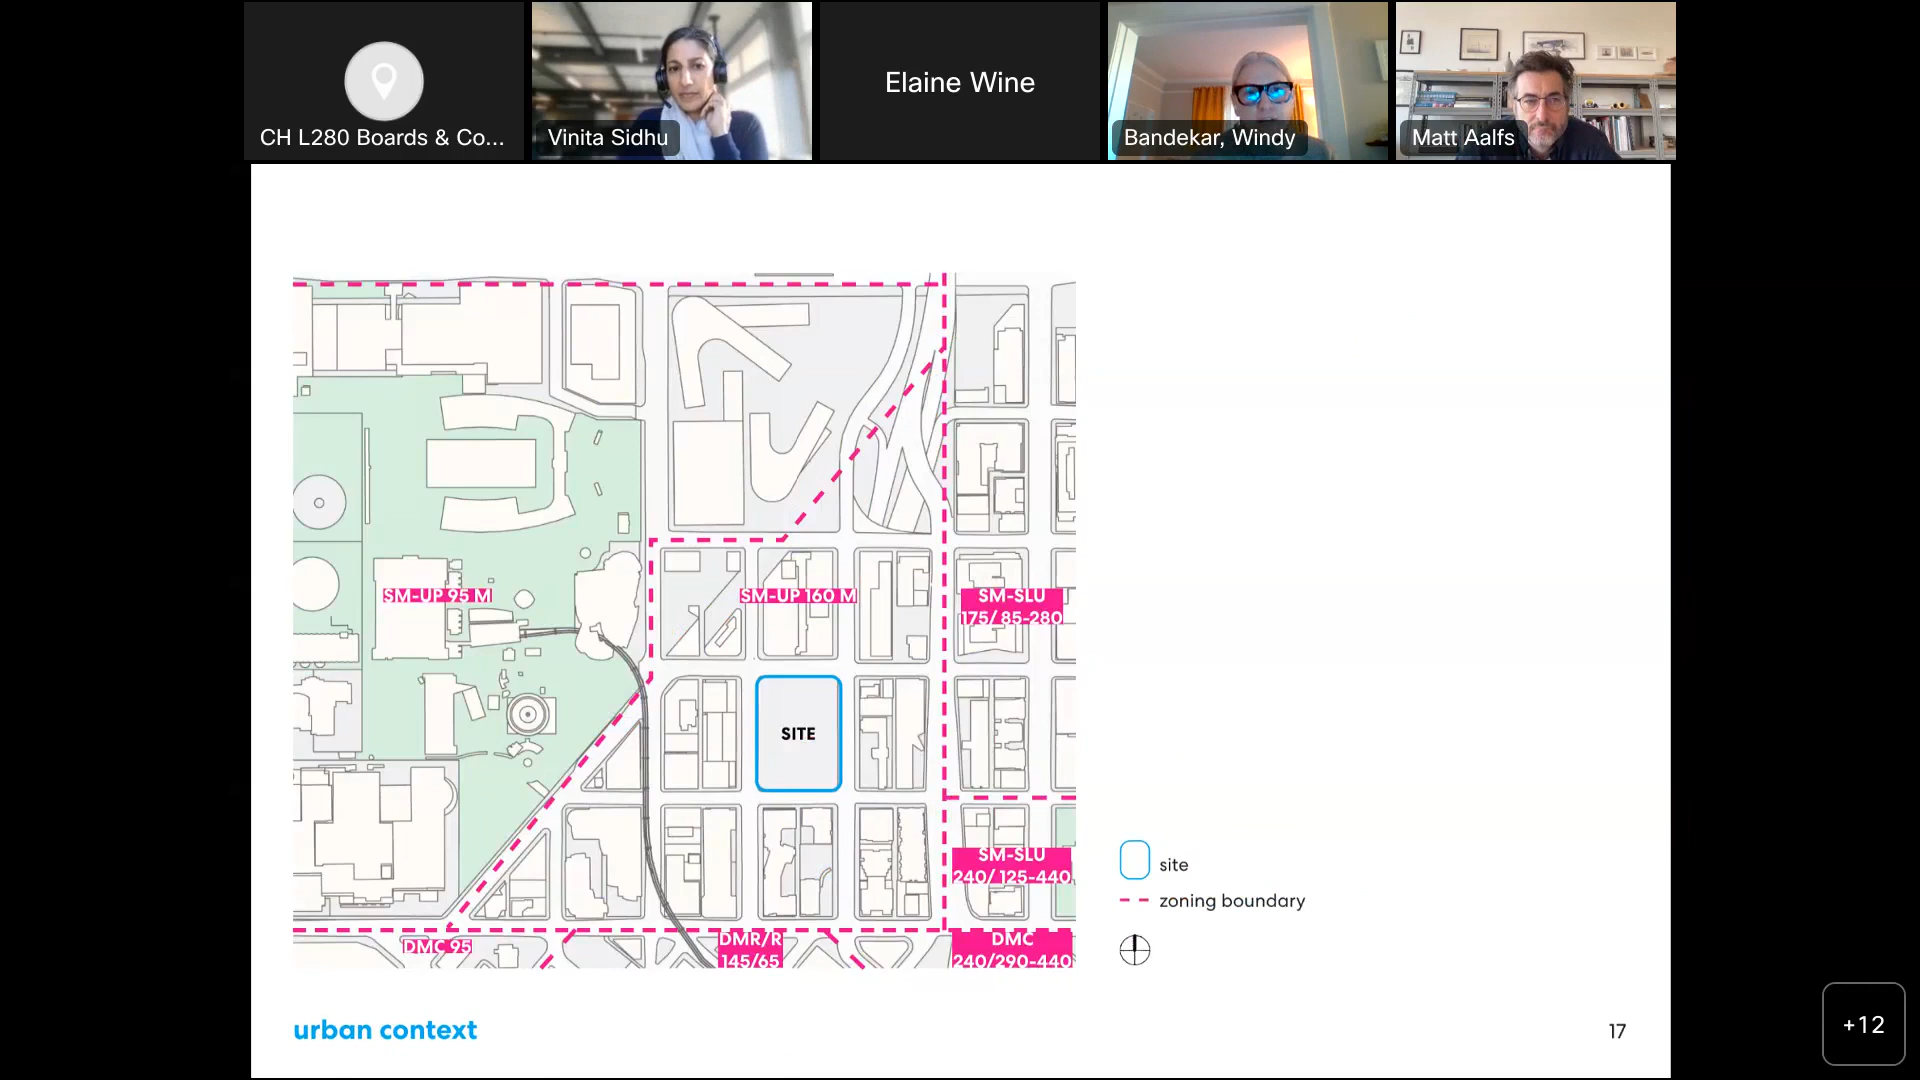 CH L280 Boards & Co...
Vinita Sidhu
Elaine Wine
Bandekar, Windy
Matt Aalfs
SM-UP 95 M
SM-UP 160 M
SM-SLU
175/ 85-280
SITE
SM-SLU
240/ 125-440
DMC 95
DMR/R
145/65
DMC
240/290-440
site
zoning boundary
urban context
17
+12